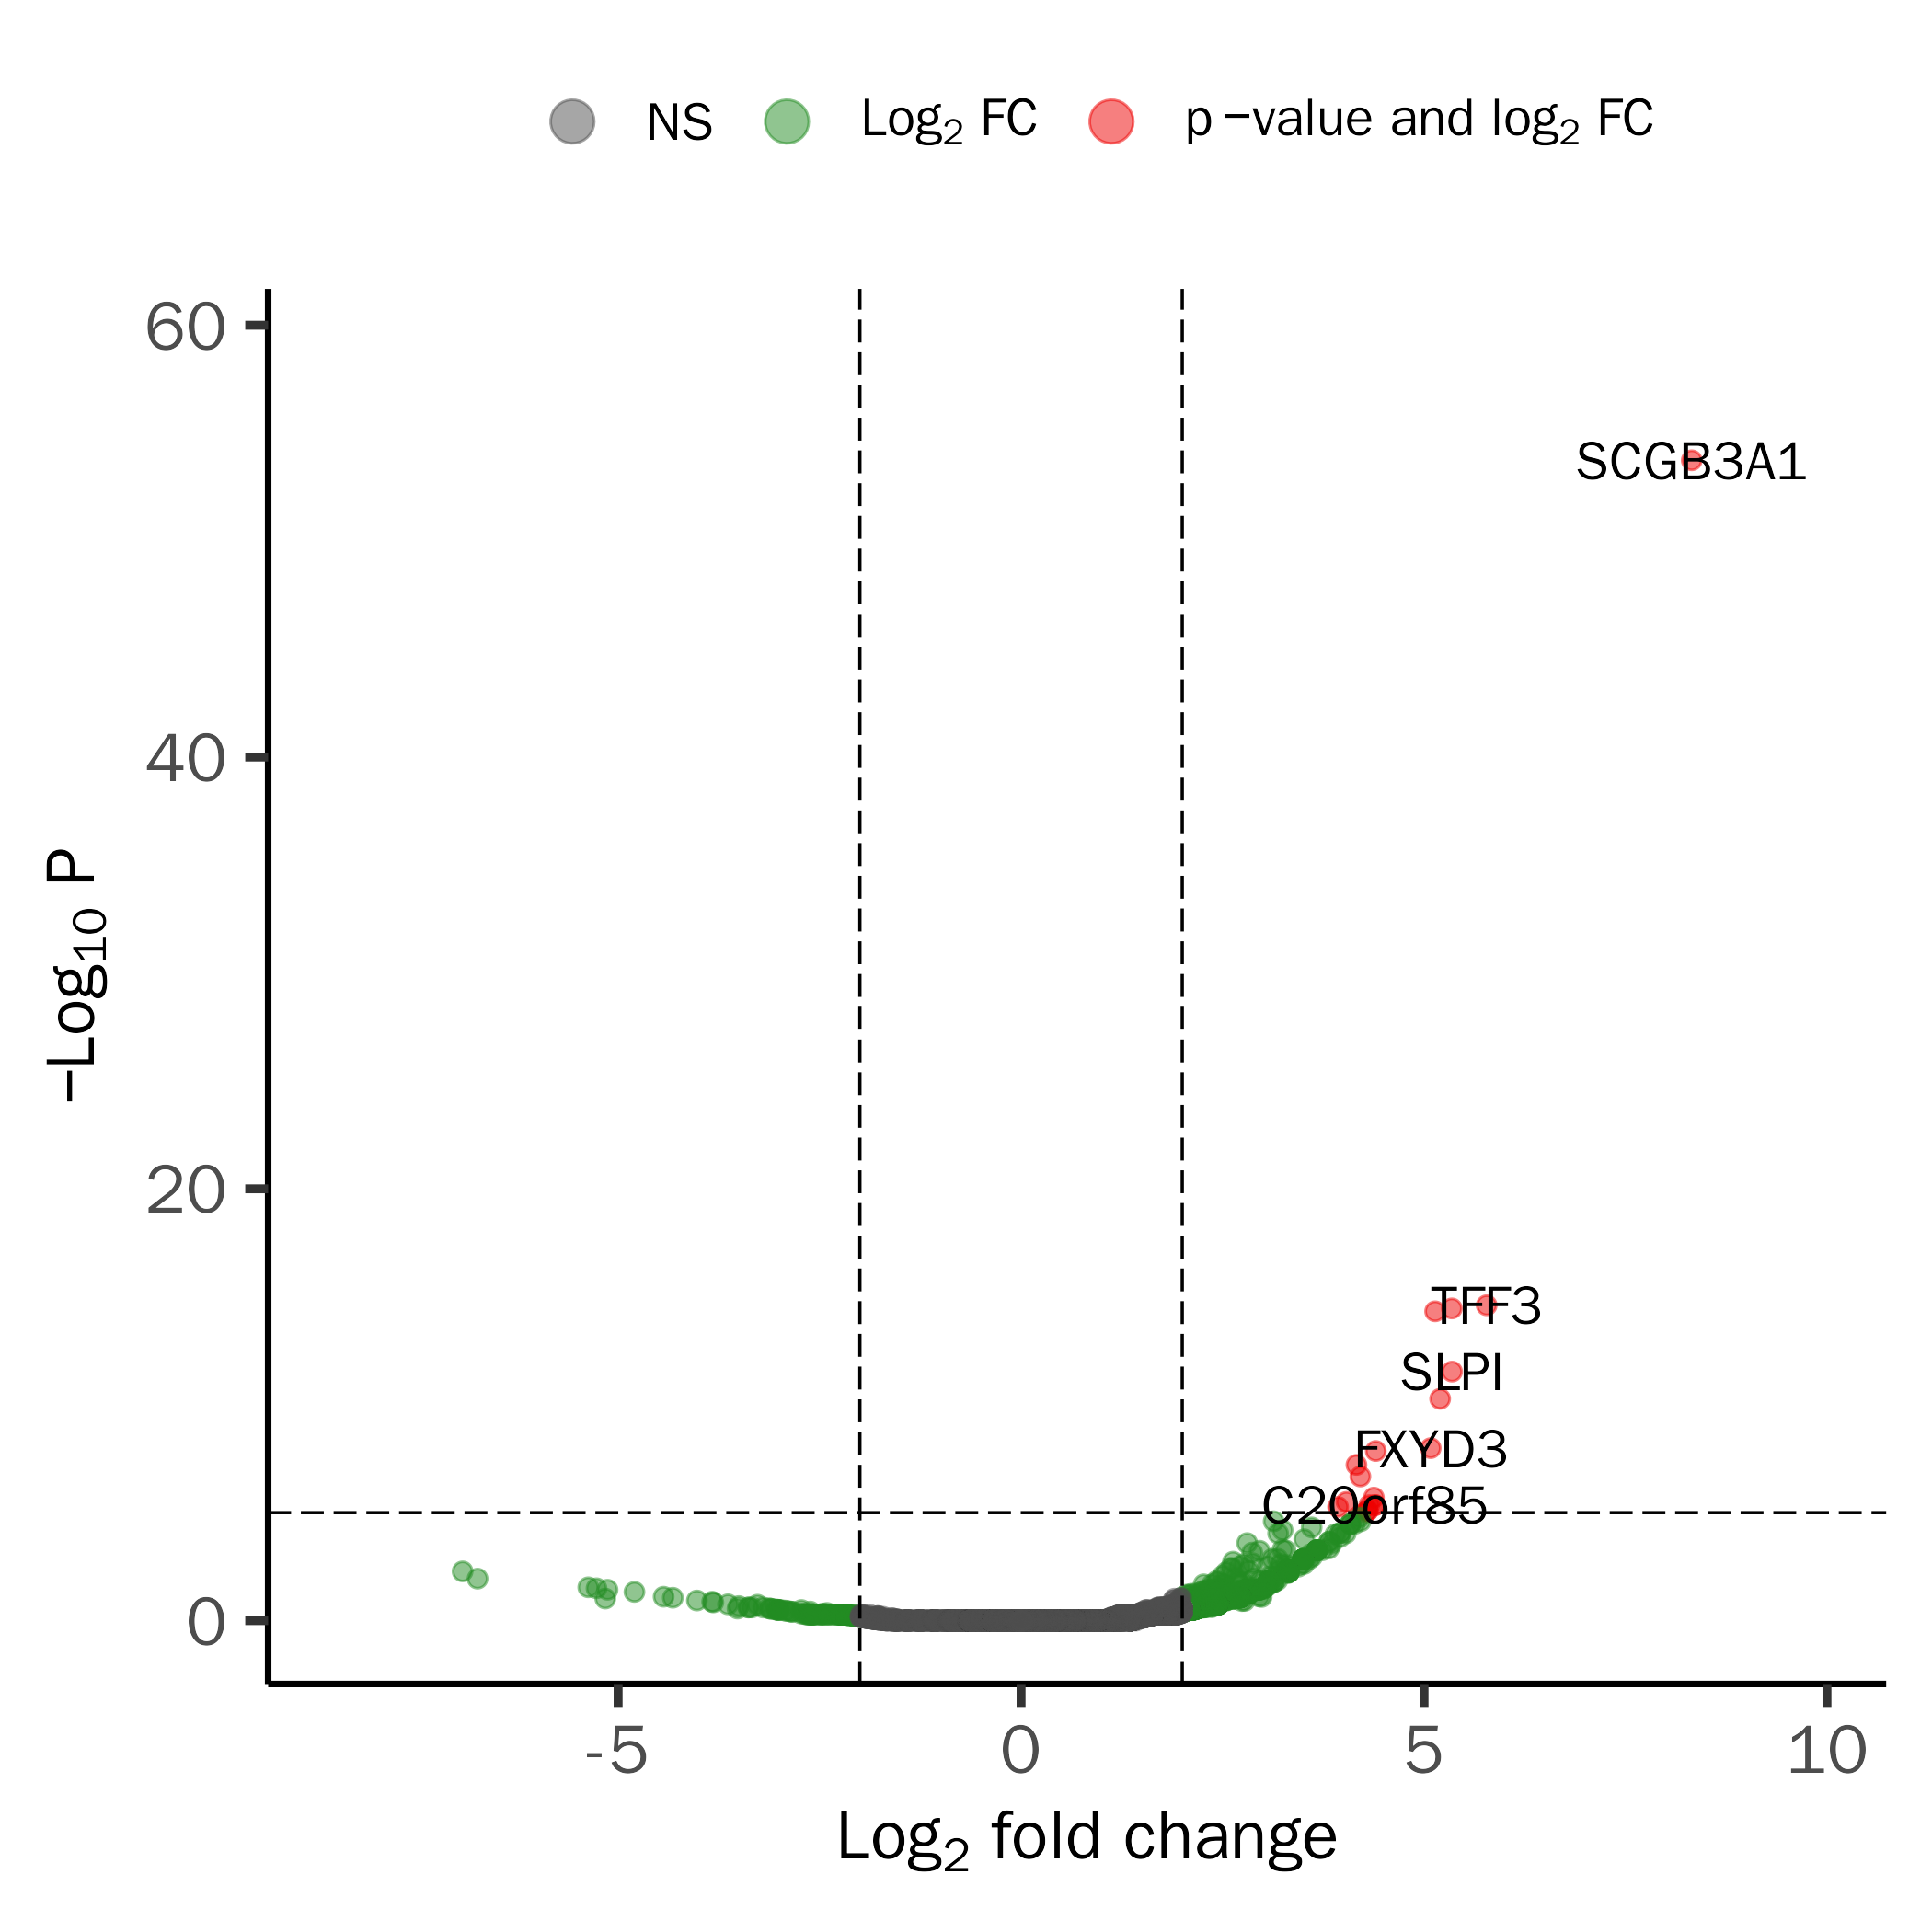 NS Log₂ FC p −value and log₂ FC
60
SCGB3A1
40
−Log₁₀ P
20
TFF3
SLPI
FXYD3
C20orf85
0
-5 0 5 10
Log₂ fold change